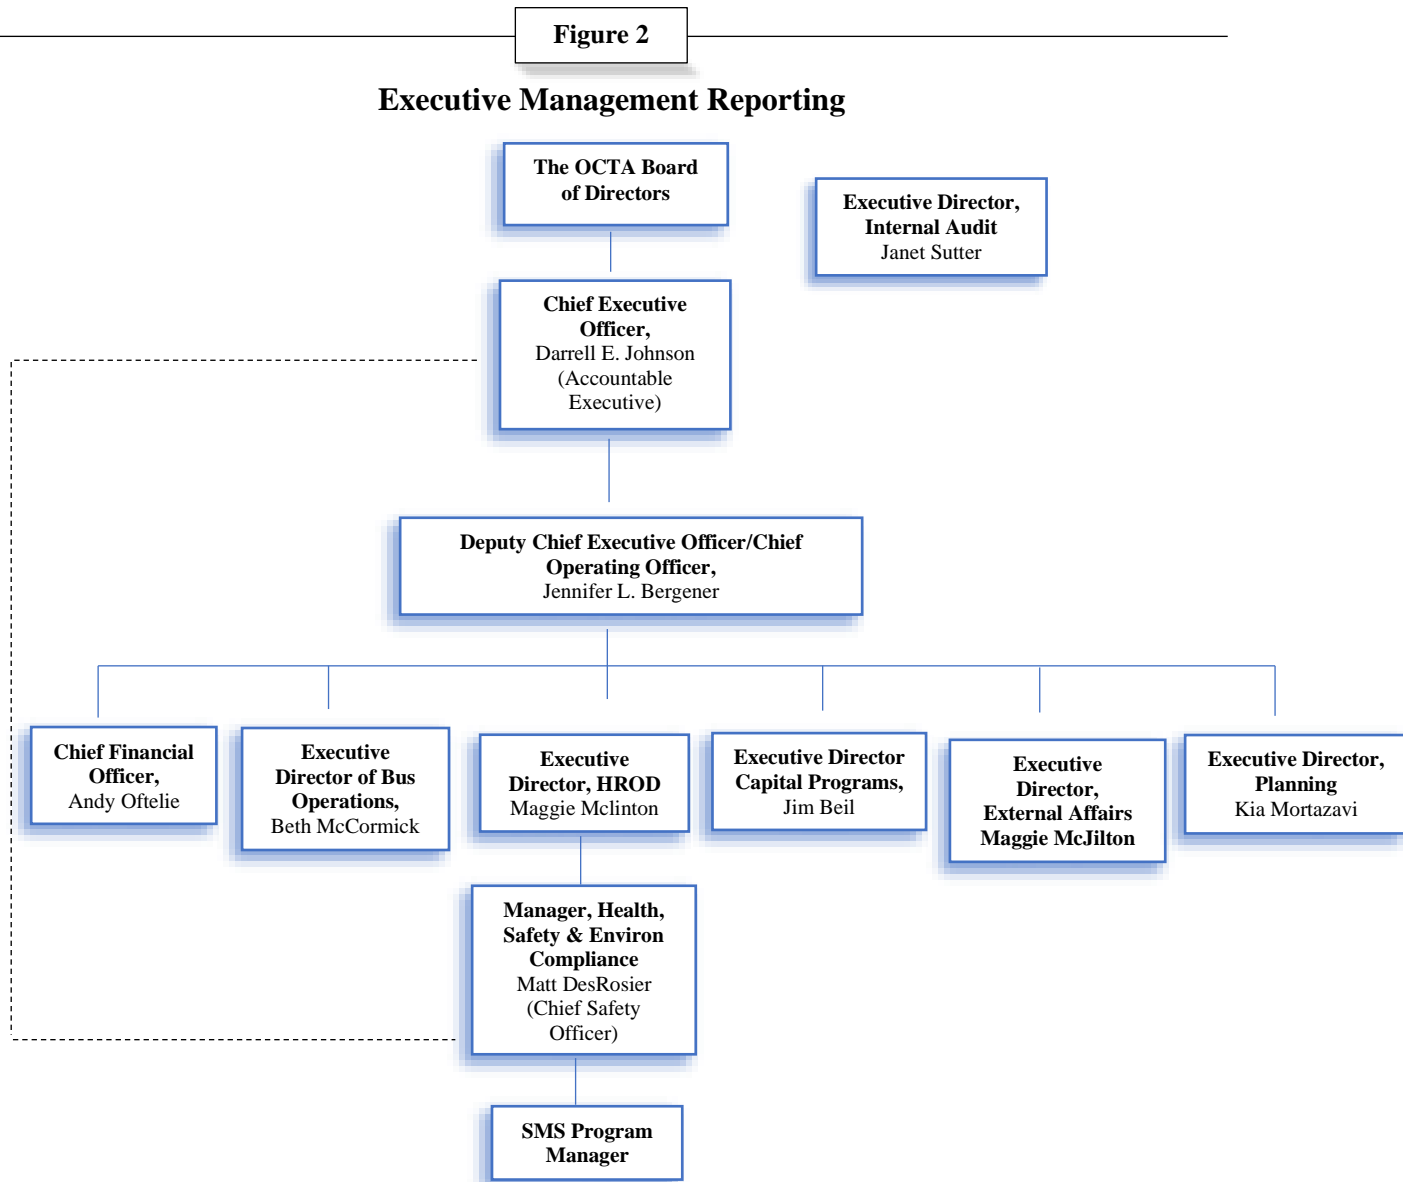 Figure 2
Executive Management Reporting
The OCTA Board
of Directors
Executive Director,
Internal Audit
Janet Sutter
Chief Executive
Officer,
Darrell E. Johnson
(Accountable
Executive)
Deputy Chief Executive Officer/Chief
Operating Officer,
Jennifer L. Bergener
Chief Financial
Officer,
Andy Oftelie
Executive
Director of Bus
Operations,
Beth McCormick
Executive
Director, HROD
Maggie Mclinton
Executive Director
Capital Programs,
Jim Beil
Executive
Director,
External Affairs
Maggie McJilton
Executive Director,
Planning
Kia Mortazavi
Manager, Health,
Safety & Environ
Compliance
Matt DesRosier
(Chief Safety
Officer)
SMS Program
Manager